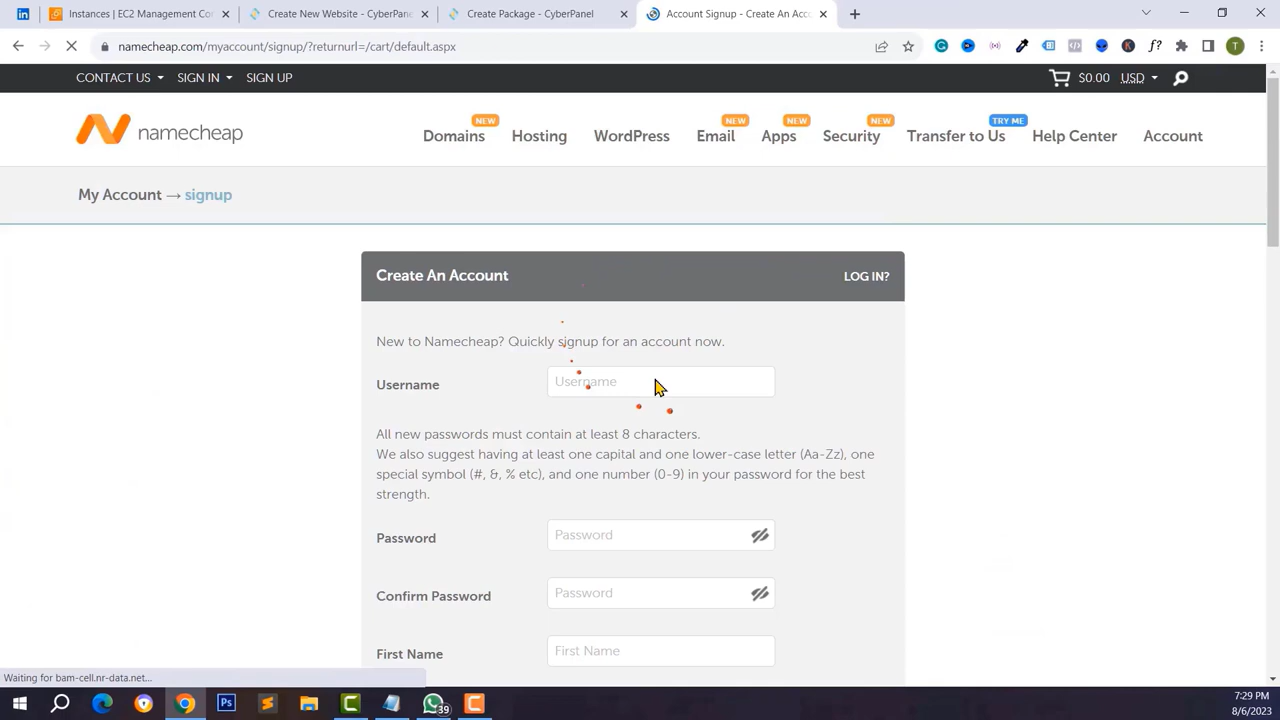 Instances | EC2 Management Co
Create New Website - CyberPane
Create Package - CyberPanel
Account Signup - Create An Acc
namecheap.com/myaccount/signup/?returnurl=/cart/default.aspx
CONTACT US SIGN IN SIGN UP $0.00 USD
NEW NEW NEW NEW TRY ME
namecheap Domains Hosting WordPress Email Apps Security Transfer to Us Help Center Account
My Account → signup
Create An Account LOG IN?
New to Namecheap? Quickly signup for an account now.
Username Username
All new passwords must contain at least 8 characters.
We also suggest having at least one capital and one lower-case letter (Aa-Zz), one
special symbol (#, &, % etc), and one number (0-9) in your password for the best
strength.
Password Password
Confirm Password Password
First Name First Name
Waiting for bam-cell.nr-data.net...
39
7:29 PM
8/6/2023